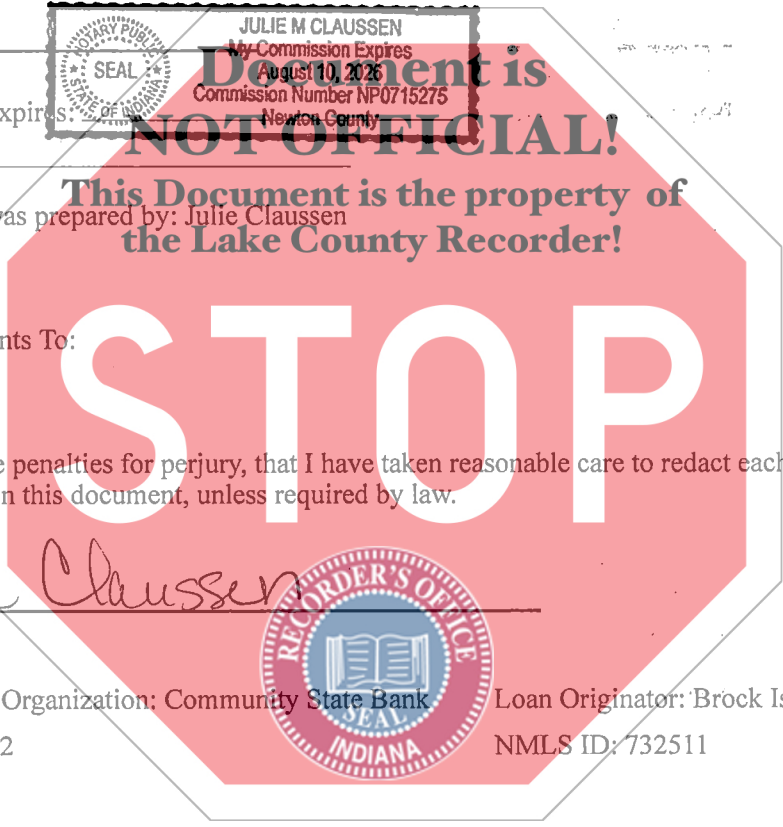 JULIE M CLAUSSEN
My Commission Expires
August 10, 2026
Commission Number NP0715275
Newton County
NOTARY PUBLIC
SEAL
STATE OF INDIANA
xpires:
Document is
NOT OFFICIAL!
This Document is the property of
the Lake County Recorder!
as prepared by: Julie Claussen
nts To:
STOP
e penalties for perjury, that I have taken reasonable care to redact each
n this document, unless required by law.
Claussen
RECORDER'S OFFICE
SEAL
INDIANA
Organization: Community State Bank Loan Originator: Brock Is
2 NMLS ID: 732511